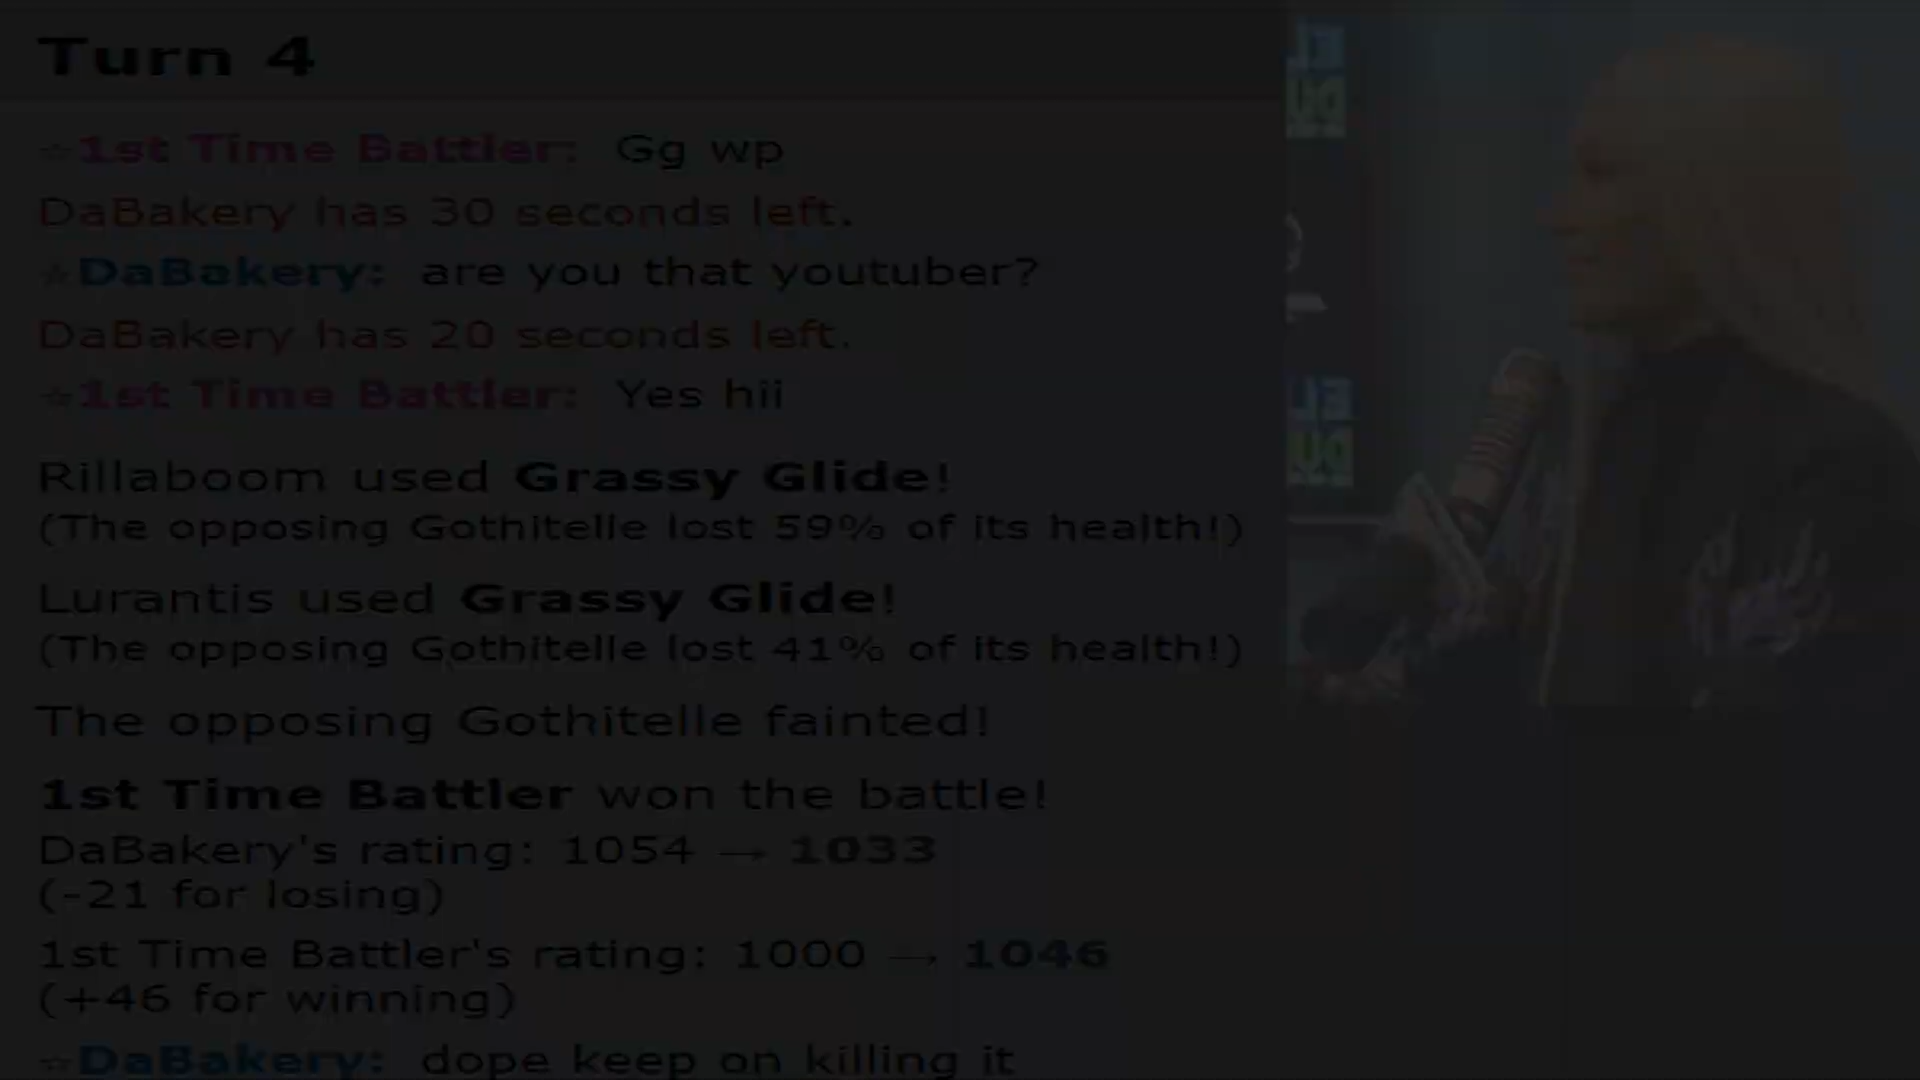 Turn 4
☆1st Time Battler: Gg wp
DaBakery has 30 seconds left.
☆DaBakery: are you that youtuber?
DaBakery has 20 seconds left.
☆1st Time Battler: Yes hii
Rillaboom used Grassy Glide!
(The opposing Gothitelle lost 59% of its health!)
Lurantis used Grassy Glide!
(The opposing Gothitelle lost 41% of its health!)
The opposing Gothitelle fainted!
1st Time Battler won the battle!
DaBakery's rating: 1054 → 1033
(-21 for losing)
1st Time Battler's rating: 1000 → 1046
(+46 for winning)
☆DaBakery: dope keep on killing it